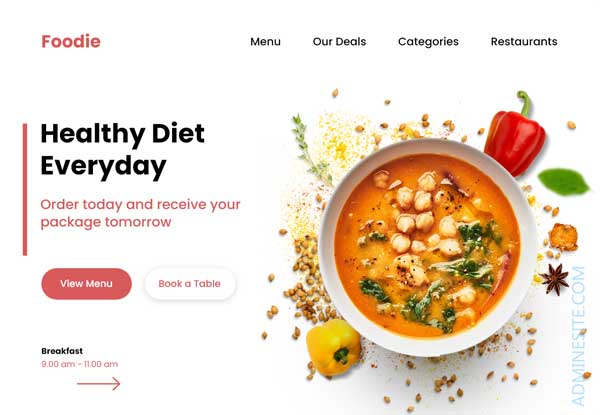 Foodie
Menu
Our Deals
Categories
Restaurants
Healthy Diet
Everyday
Order today and receive your
package tomorrow
View Menu
Book a Table
Breakfast
9.00 am - 11.00 am
ADMINESITE.COM